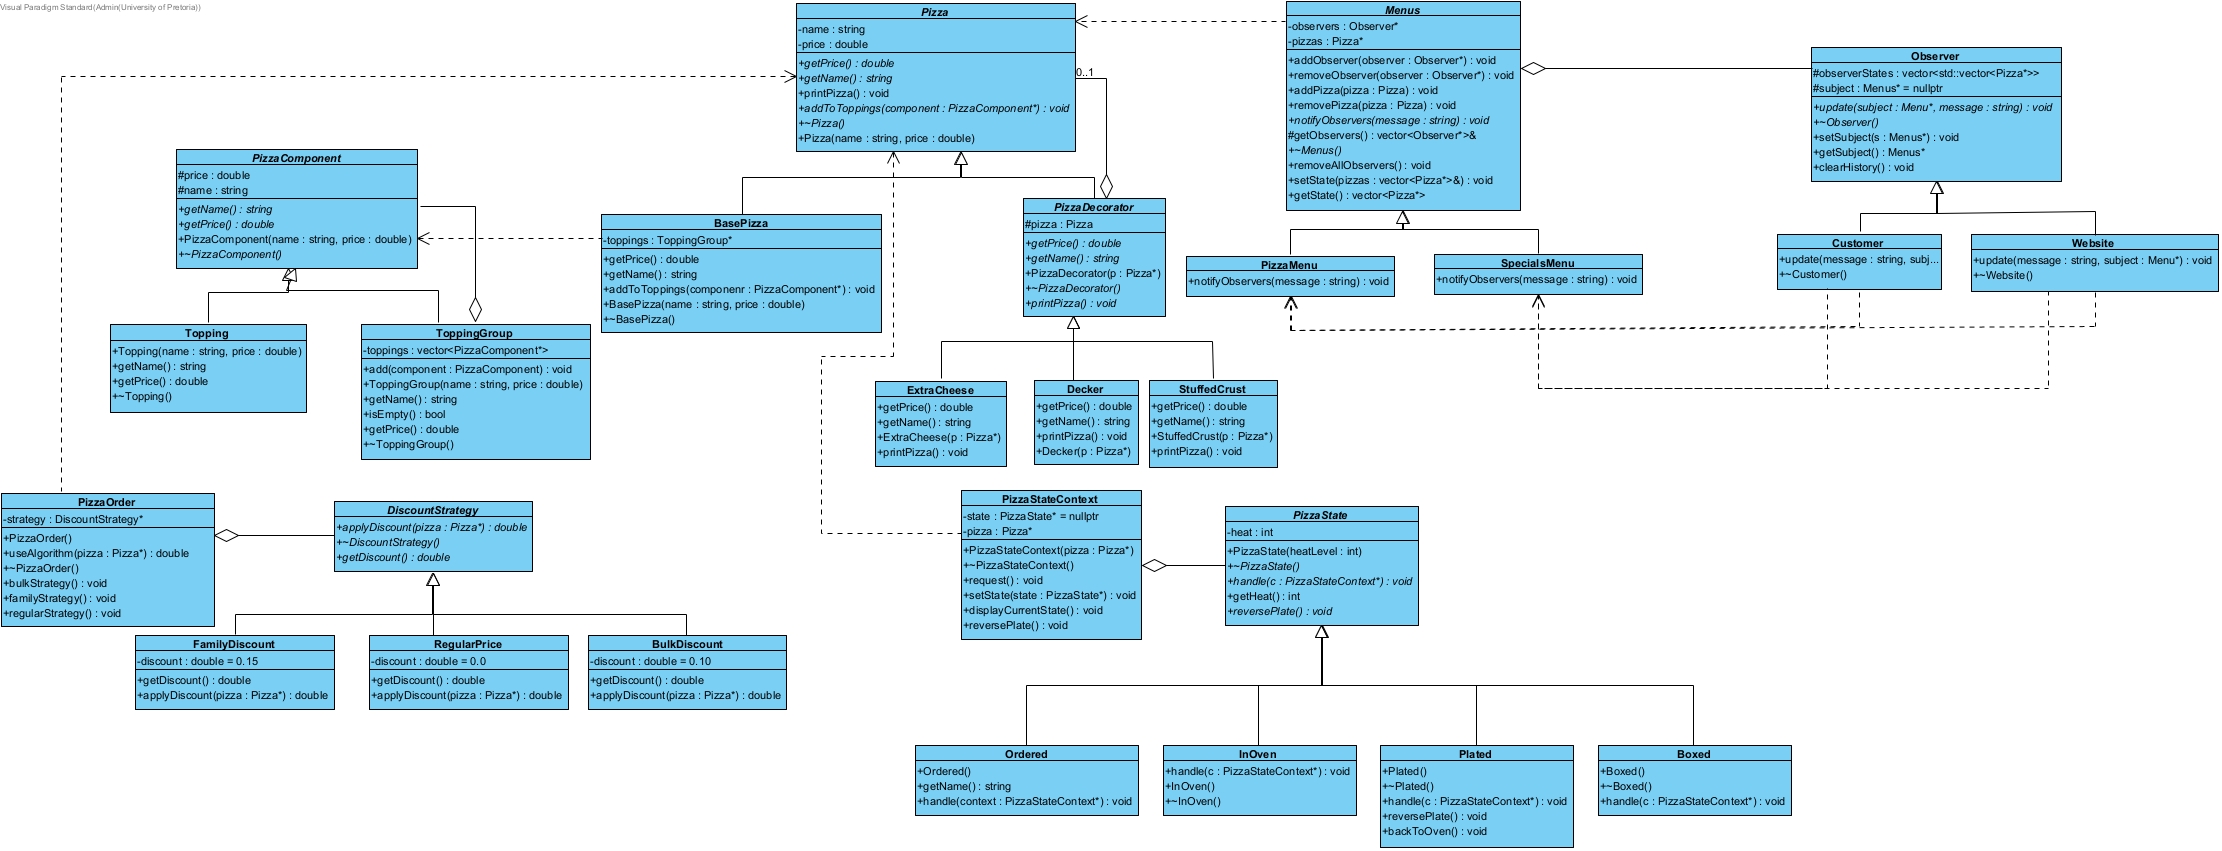 Visual Paradigm Standard(Admin(University of Pretoria))
Pizza
-name : string
-price : double
+getPrice() : double
+getName() : string
+printPizza() : void
+addToToppings(component : PizzaComponent*) : void
+~Pizza()
+Pizza(name : string, price : double)
0..1
Menus
-observers : Observer*
-pizzas : Pizza*
+addObserver(observer : Observer*) : void
+removeObserver(observer : Observer*) : void
+addPizza(pizza : Pizza) : void
+removePizza(pizza : Pizza) : void
+notifyObservers(message : string) : void
#getObservers() : vector<Observer*>&
+~Menus()
+removeAllObservers() : void
+setState(pizzas : vector<Pizza*>&) : void
+getState() : vector<Pizza*>
Observer
#observerStates : vector<std::vector<Pizza*>>
#subject : Menus* = nullptr
+update(subject : Menu*, message : string) : void
+~Observer()
+setSubject(s : Menus*) : void
+getSubject() : Menus*
+clearHistory() : void
PizzaComponent
#price : double
#name : string
+getName() : string
+getPrice() : double
+PizzaComponent(name : string, price : double)
+~PizzaComponent()
BasePizza
-toppings : ToppingGroup*
+getPrice() : double
+getName() : string
+addToToppings(componenr : PizzaComponent*) : void
+BasePizza(name : string, price : double)
+~BasePizza()
PizzaDecorator
#pizza : Pizza
+getPrice() : double
+getName() : string
+PizzaDecorator(p : Pizza*)
+~PizzaDecorator()
+printPizza() : void
PizzaMenu
+notifyObservers(message : string) : void
SpecialsMenu
+notifyObservers(message : string) : void
Customer
+update(message : string, subj...
+~Customer()
Website
+update(message : string, subject : Menu*) : void
+~Website()
Topping
+Topping(name : string, price : double)
+getName() : string
+getPrice() : double
+~Topping()
ToppingGroup
-toppings : vector<PizzaComponent*>
+add(component : PizzaComponent) : void
+ToppingGroup(name : string, price : double)
+getName() : string
+isEmpty() : bool
+getPrice() : double
+~ToppingGroup()
ExtraCheese
+getPrice() : double
+getName() : string
+ExtraCheese(p : Pizza*)
+printPizza() : void
Decker
+getPrice() : double
+getName() : string
+printPizza() : void
+Decker(p : Pizza*)
StuffedCrust
+getPrice() : double
+getName() : string
+StuffedCrust(p : Pizza*)
+printPizza() : void
PizzaOrder
-strategy : DiscountStrategy*
+PizzaOrder()
+useAlgorithm(pizza : Pizza*) : double
+~PizzaOrder()
+bulkStrategy() : void
+familyStrategy() : void
+regularStrategy() : void
DiscountStrategy
+applyDiscount(pizza : Pizza*) : double
+~DiscountStrategy()
+getDiscount() : double
PizzaStateContext
-state : PizzaState* = nullptr
-pizza : Pizza*
+PizzaStateContext(pizza : Pizza*)
+~PizzaStateContext()
+request() : void
+setState(state : PizzaState*) : void
+displayCurrentState() : void
+reversePlate() : void
PizzaState
-heat : int
+PizzaState(heatLevel : int)
+~PizzaState()
+handle(c : PizzaStateContext*) : void
+getHeat() : int
+reversePlate() : void
FamilyDiscount
-discount : double = 0.15
+getDiscount() : double
+applyDiscount(pizza : Pizza*) : double
RegularPrice
-discount : double = 0.0
+getDiscount() : double
+applyDiscount(pizza : Pizza*) : double
BulkDiscount
-discount : double = 0.10
+getDiscount() : double
+applyDiscount(pizza : Pizza*) : double
Ordered
+Ordered()
+getName() : string
+handle(context : PizzaStateContext*) : void
InOven
+handle(c : PizzaStateContext*) : void
+InOven()
+~InOven()
Plated
+Plated()
+~Plated()
+handle(c : PizzaStateContext*) : void
+reversePlate() : void
+backToOven() : void
Boxed
+Boxed()
+~Boxed()
+handle(c : PizzaStateContext*) : void